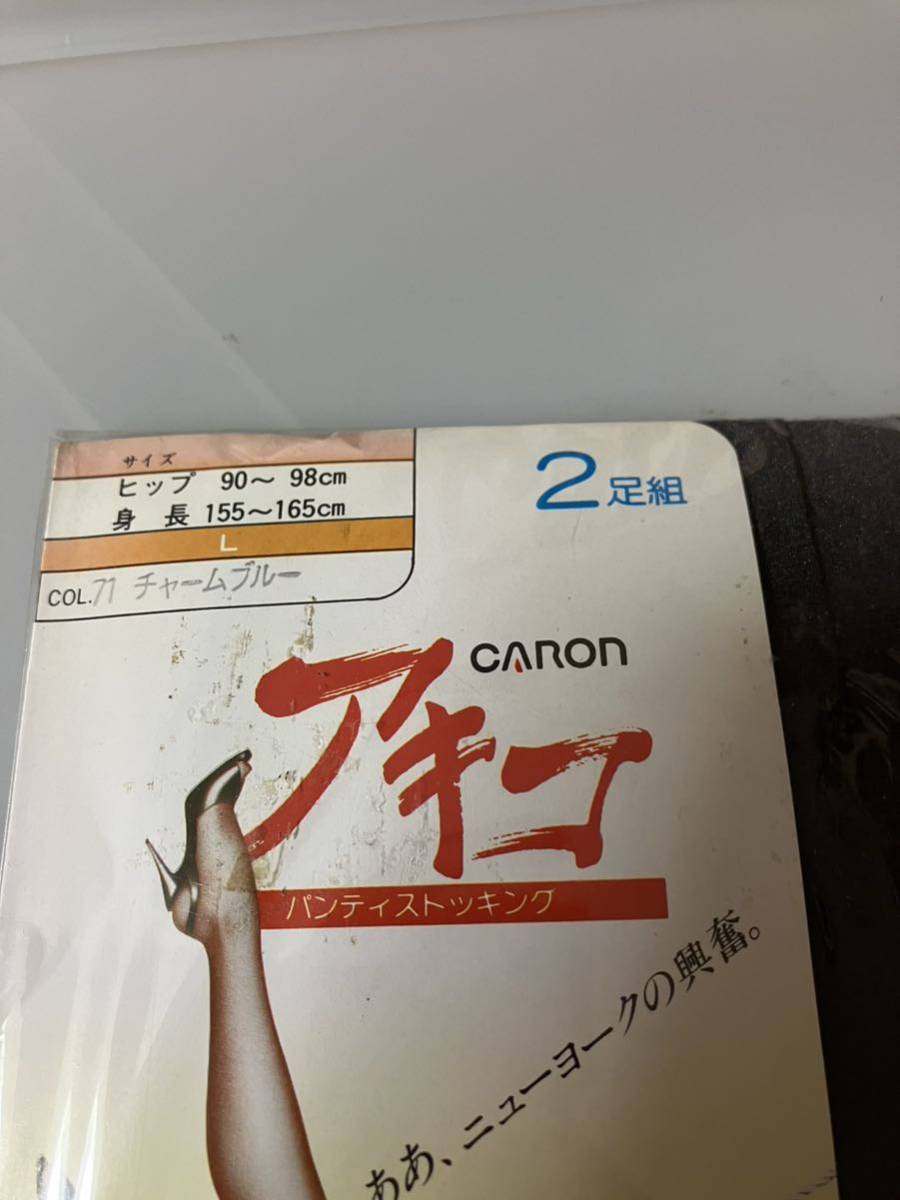 サイズ
ヒップ 90〜 98cm
身 長 155〜165cm
L
COL.71 チャームブルー
2足組
CARON
アキコ
パンティストッキング
ああ、ニューヨークの興奮。